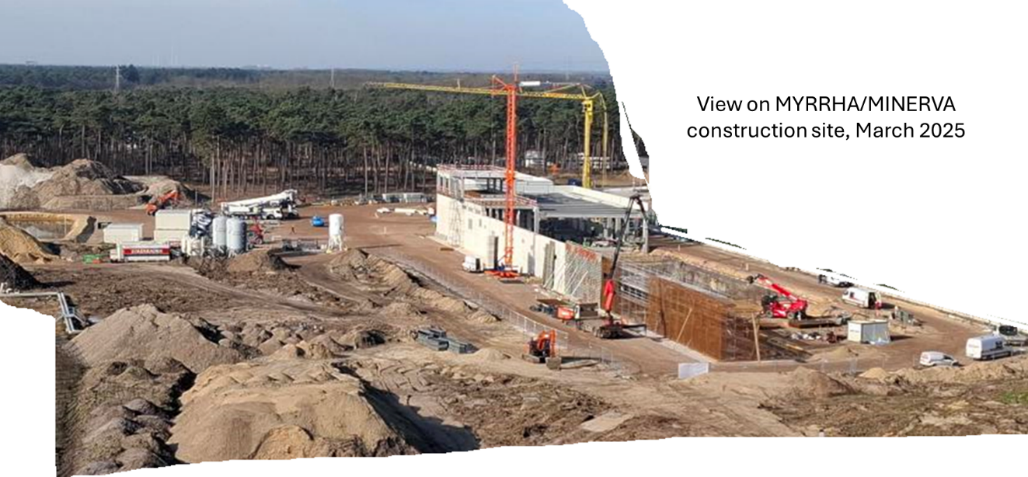 View on MYRRHA/MINERVA
construction site, March 2025